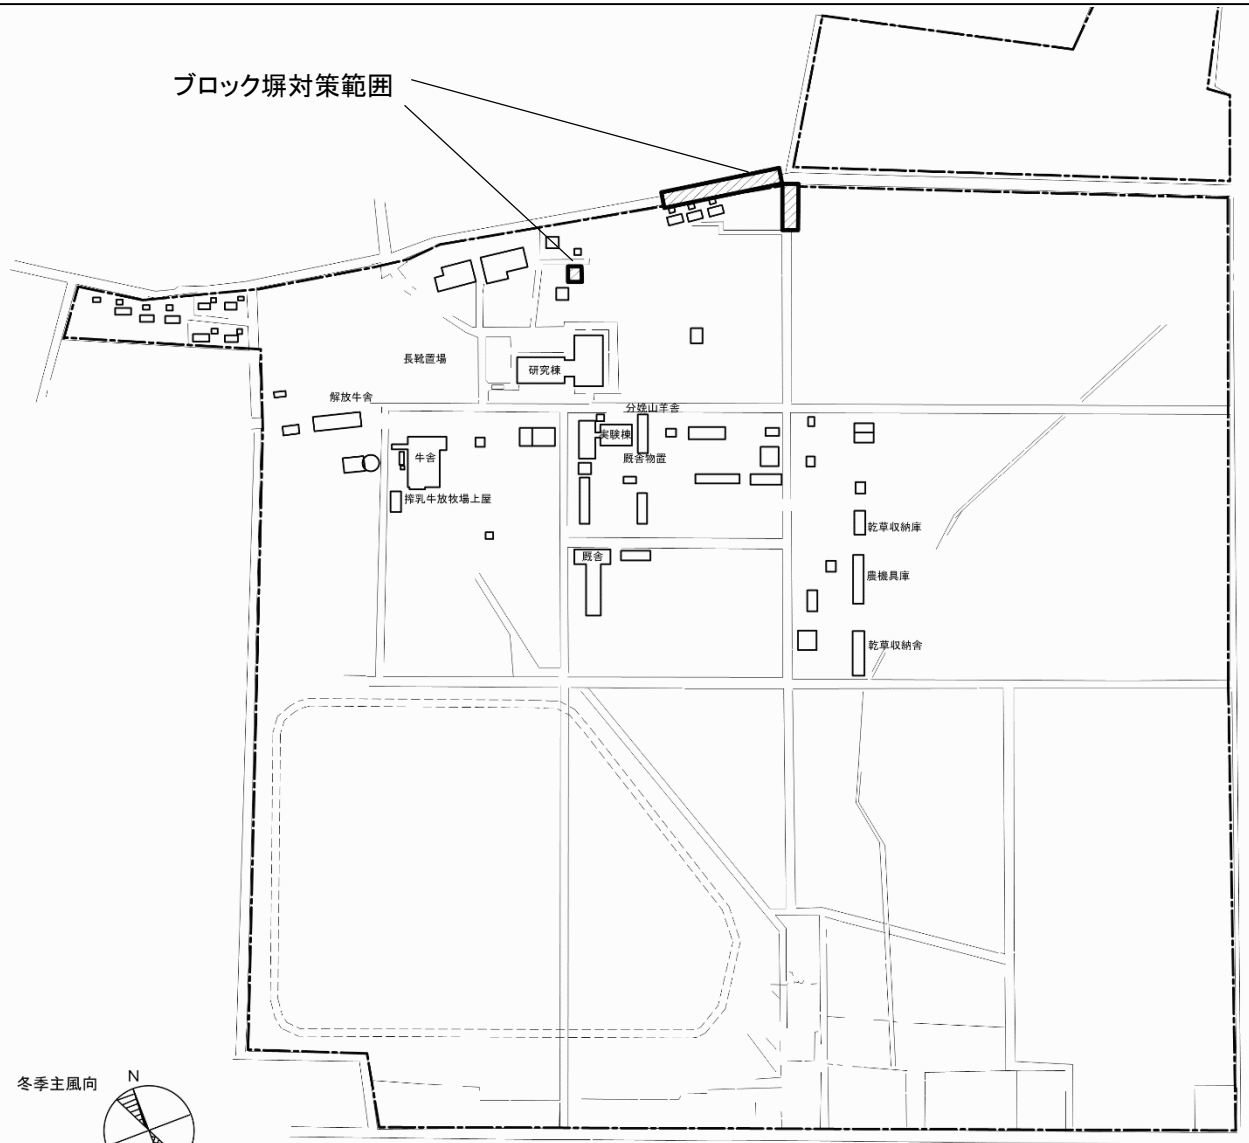 ブロック塀対策範囲
長靴置場
研究棟
解放牛舎
分娩山羊舎
実験棟
牛舎
厩舎物置
搾乳牛放牧場上屋
乾草収納庫
厩舎
農機具庫
乾草収納舎
冬季主風向
N